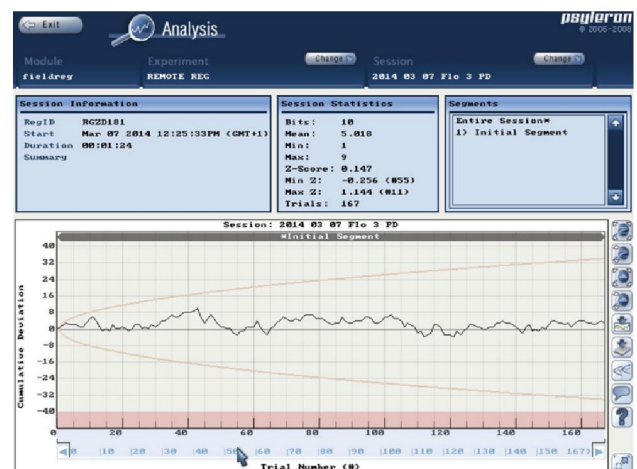 Exit
Analysis
psyleron
© 2005-2008
Module
Experiment
Change
Session
Change
fieldreg
REMOTE REG
2014 03 07 Flo 3 PD
Session Information
RegID RGZD181
Start Mar 07 2014 12:25:33PM (GMT+1)
Duration 00:01:24
Summary
Session Statistics
Bits: 10
Mean: 5.018
Min: 1
Max: 9
Z-Score: 0.147
Min Z: -0.256 (#55)
Max Z: 1.144 (#11)
Trials: 167
Segments
Entire Session*
1) Initial Segment
Session: 2014 03 07 Flo 3 PD
*Initial Segment
Cumulative Deviation
40
32
24
16
8
0
-8
-16
-24
-32
-40
0 20 40 60 80 100 120 140 160
0 |10 |20 |30 |40 |50 |60 |70 |80 |90 |100 |110 |120 |130 |140 |150 167|
Trial Number (#)